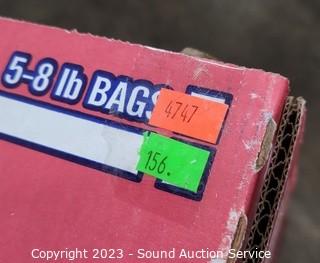 5-8 lb BAGS
4747
156.
Copyright 2023 - Sound Auction Service